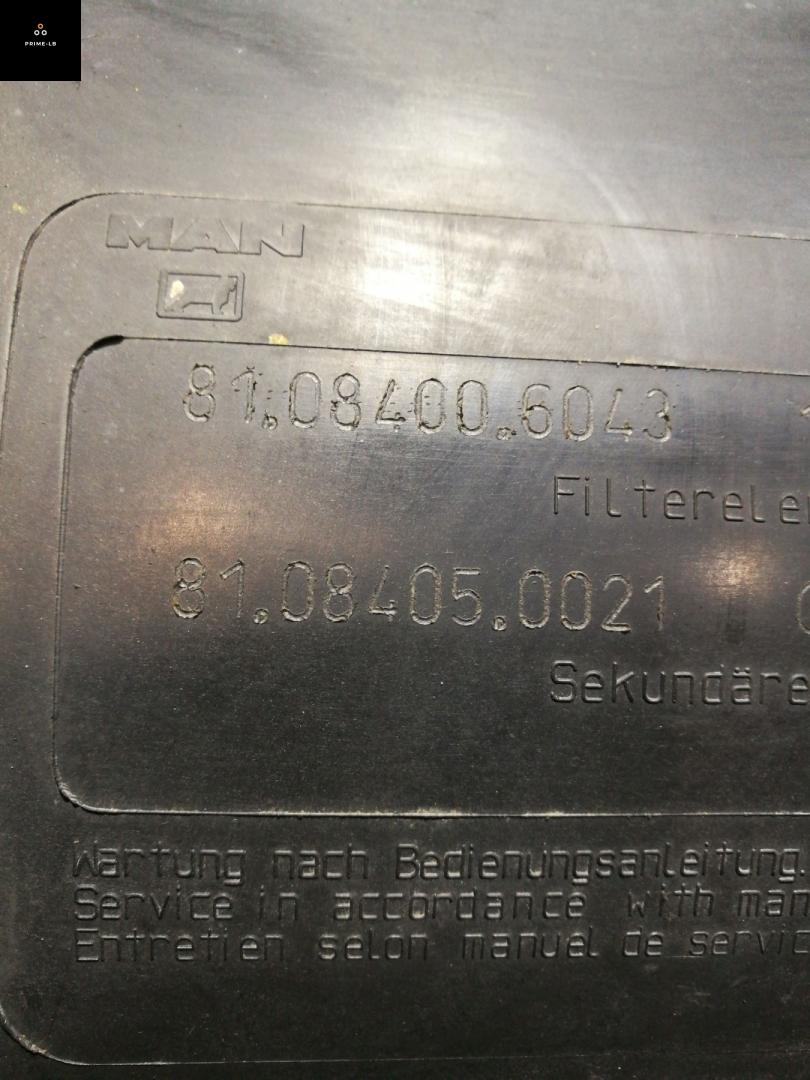 PRIME-LB
MAN
81.08400.6043
Filterele
81.08405.0021
Sekundäre
Wartung nach Bedienungsanleitung.
Service in accordance with man
Entretien selon manuel de servic